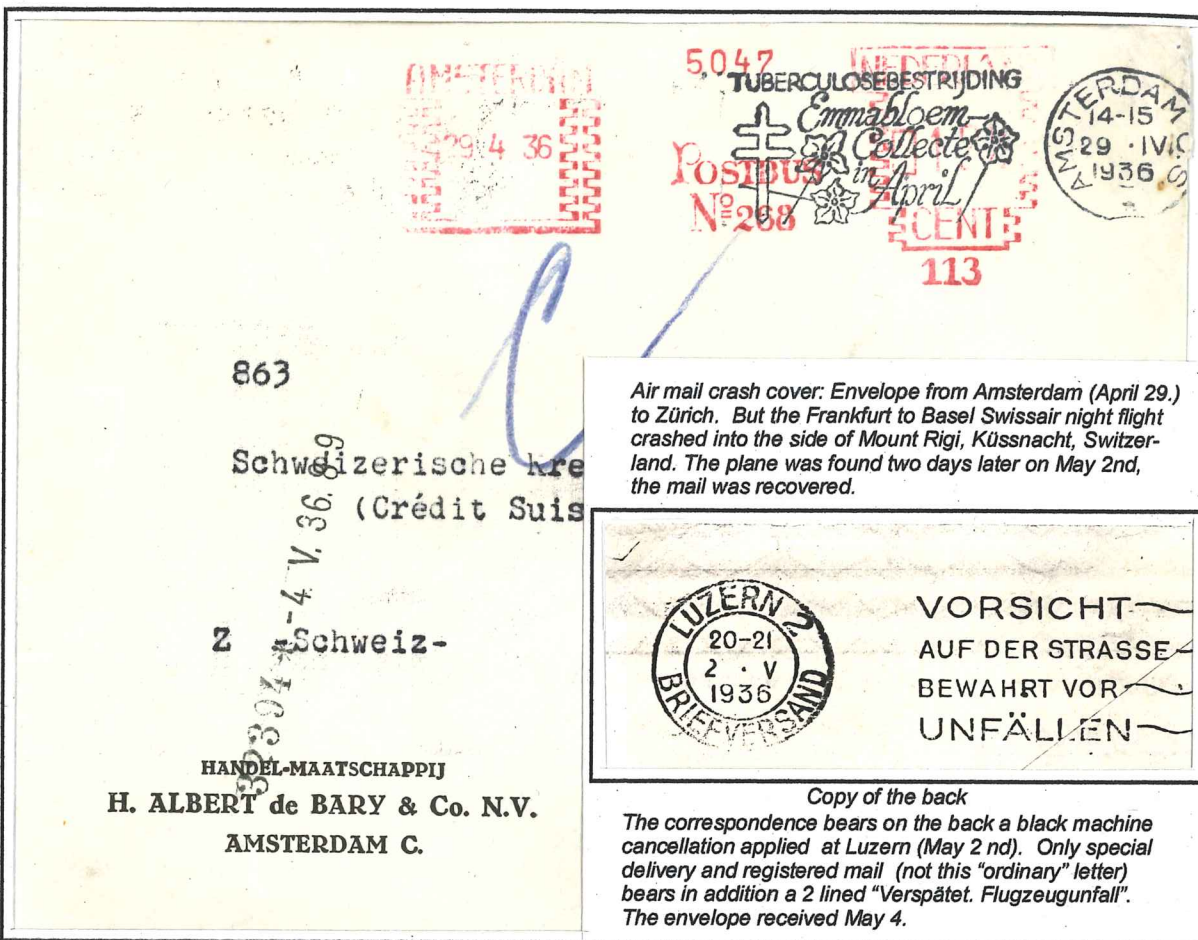 AMSTERDAM
29 4 36
5047
NEDERLAND
TUBERCULOSEBESTRIJDING
Emmabloem-
Collecte
in
April
POSTBUS
No 268
CENT
113
AMSTERDAM C.S
14-15
29 .IV
1936
863
Schweizerische Kre
(Crédit Suis
Z -Schweiz-
-4 V. 36. 89
HANDEL-MAATSCHAPPIJ
H. ALBERT de BARY & Co. N.V.
AMSTERDAM C.
Air mail crash cover: Envelope from Amsterdam (April 29.)
to Zürich. But the Frankfurt to Basel Swissair night flight
crashed into the side of Mount Rigi, Küssnacht, Switzer-
land. The plane was found two days later on May 2nd,
the mail was recovered.
LUZERN 2
20-21
2 . V
1936
BRIEFVERSAND
VORSICHT
AUF DER STRASSE
BEWAHRT VOR
UNFÄLLEN
Copy of the back
The correspondence bears on the back a black machine
cancellation applied at Luzern (May 2 nd). Only special
delivery and registered mail (not this "ordinary" letter)
bears in addition a 2 lined "Verspätet. Flugzeugunfall".
The envelope received May 4.